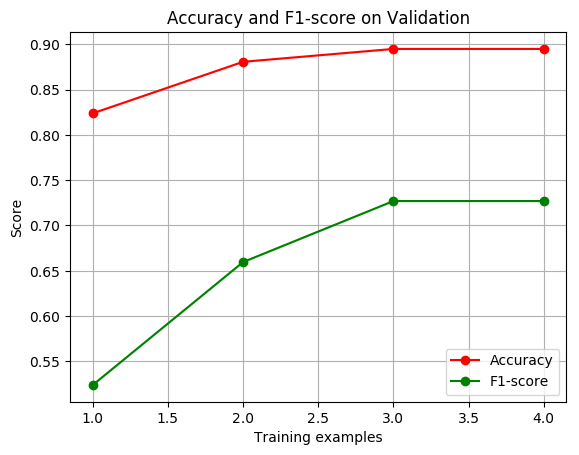 Accuracy and F1-score on Validation
0.90
0.85
0.80
0.75
0.70
0.65
0.60
0.55
Score
Accuracy
F1-score
1.0 1.5 2.0 2.5 3.0 3.5 4.0
Training examples